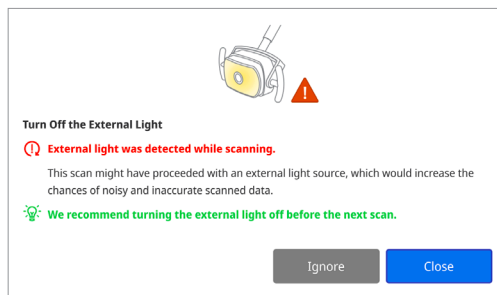 Turn Off the External Light
External light was detected while scanning.
This scan might have proceeded with an external light source, which would increase the
chances of noisy and inaccurate scanned data.
We recommend turning the external light off before the next scan.
Ignore
Close